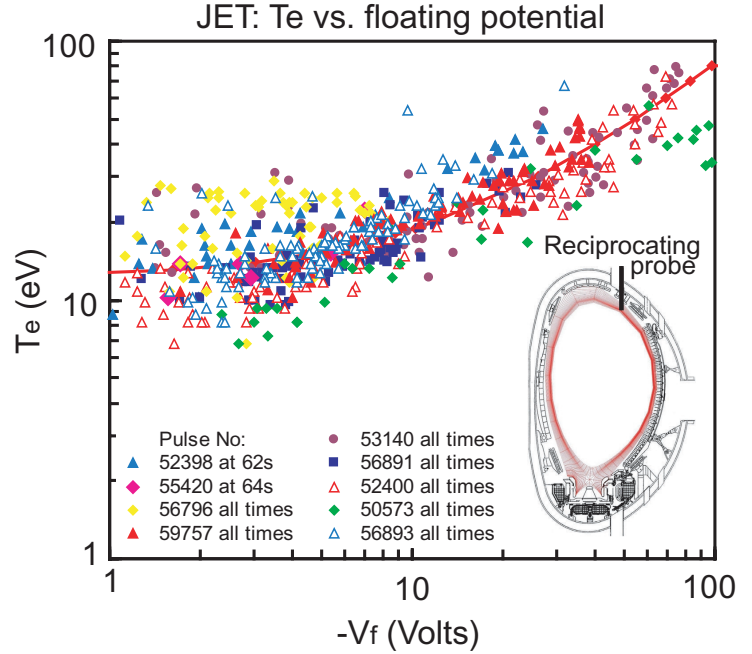 JET: Te vs. floating potential
100
10
1
Te (eV)
Reciprocating
probe
Pulse No:
52398 at 62s
55420 at 64s
56796 all times
59757 all times
53140 all times
56891 all times
52400 all times
50573 all times
56893 all times
1
10
100
-Vf (Volts)